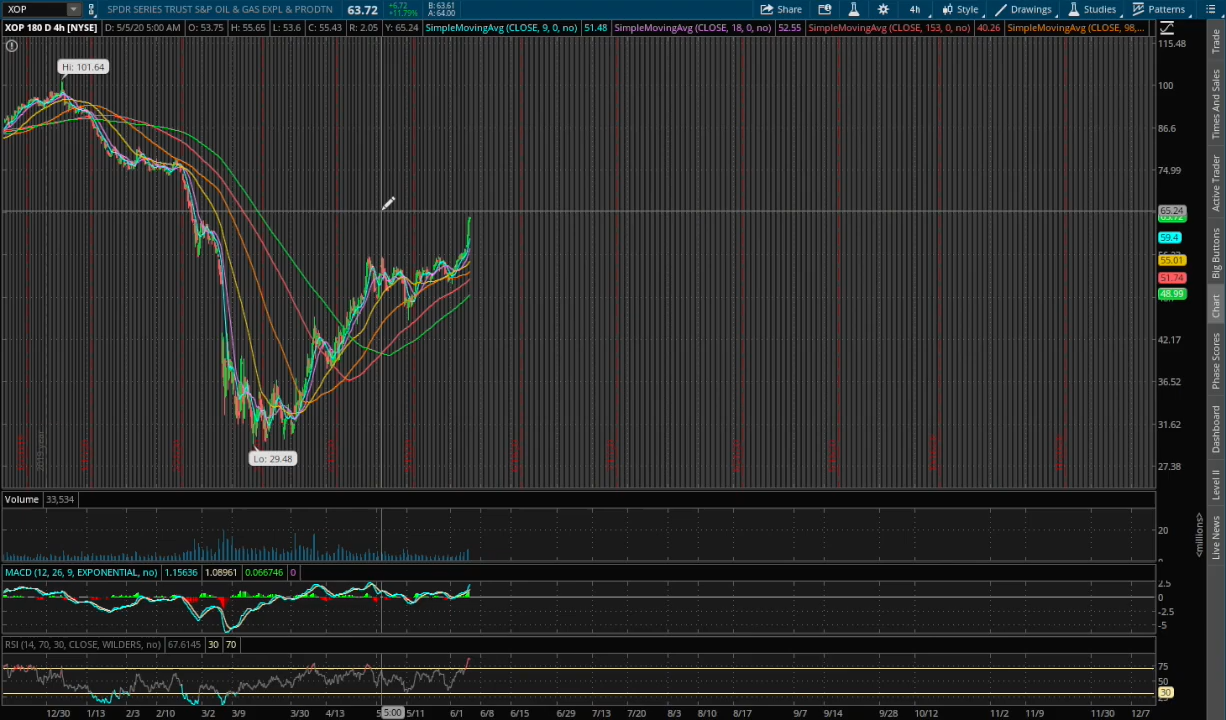 XOP SPDR SERIES TRUST S&P OIL & GAS EXPL & PRODTN 63.72 +6.72 +11.79% B: 63.61 A: 64.00 Share 4h Style Drawings Studies Patterns
XOP 180 D 4h [NYSE] D: 5/5/20 5:00 AM O: 53.75 H: 55.65 L: 53.6 C: 55.43 R: 2.05 Y: 65.24 SimpleMovingAvg (CLOSE, 9, 0, no) 51.48 SimpleMovingAvg (CLOSE, 18, 0, no) 52.55 SimpleMovingAvg (CLOSE, 153, 0, no) 40.26 SimpleMovingAvg (CLOSE, 98,...
Hi: 101.64
115.48
100
86.6
74.99
65.24
59.4
55.01
51.74
48.99
42.17
36.52
31.62
27.38
Lo: 29.48
Volume 33,534
20
<millions>
MACD (12, 26, 9, EXPONENTIAL, no) 1.15636 1.08961 0.066746 0
2.5
0
-2.5
-5
RSI (14, 70, 30, CLOSE, WILDERS, no) 67.6145 30 70
75
50
30
12/30 1/13 2/3 2/10 3/2 3/9 3/30 4/13 5:00 5/11 6/1 6/8 6/15 6/29 7/13 7/20 8/3 8/10 8/17 9/7 9/14 9/28 10/12 11/2 11/9 11/30 12/7
Trade
Times And Sales
Active Trader
Big Buttons
Chart
Phase Scores
Dashboard
Level II
Live News